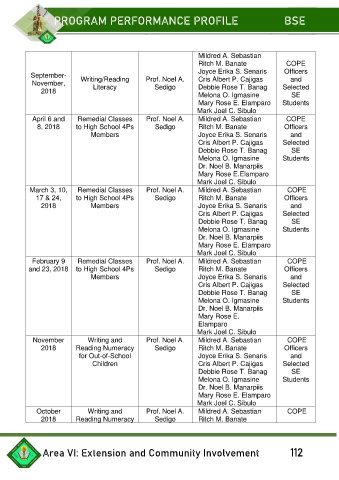 PROGRAM PERFORMANCE PROFILE BSE
September-
November,
2018
Writing/Reading
Literacy
Prof. Noel A.
Sedigo
Mildred A. Sebastian
Ritch M. Banate
Joyce Erika S. Senaris
Cris Albert P. Cajigas
Debbie Rose T. Banag
Melona O. Igmasine
Mary Rose E. Elamparo
Mark Joel C. Sibulo
COPE
Officers
and
Selected
SE
Students
April 6 and
8, 2018
Remedial Classes
to High School 4Ps
Members
Prof. Noel A.
Sedigo
Mildred A. Sebastian
Ritch M. Banate
Joyce Erika S. Senaris
Cris Albert P. Cajigas
Debbie Rose T. Banag
Melona O. Igmasine
Dr. Noel B. Manarpiis
Mary Rose E.Elamparo
Mark Joel C. Sibulo
COPE
Officers
and
Selected
SE
Students
March 3, 10,
17 & 24,
2018
Remedial Classes
to High School 4Ps
Members
Prof. Noel A.
Sedigo
Mildred A. Sebastian
Ritch M. Banate
Joyce Erika S. Senaris
Cris Albert P. Cajigas
Debbie Rose T. Banag
Melona O. Igmasine
Dr. Noel B. Manarpiis
Mary Rose E. Elamparo
Mark Joel C. Sibulo
COPE
Officers
and
Selected
SE
Students
February 9
and 23, 2018
Remedial Classes
to High School 4Ps
Members
Prof. Noel A.
Sedigo
Mildred A. Sebastian
Ritch M. Banate
Joyce Erika S. Senaris
Cris Albert P. Cajigas
Debbie Rose T. Banag
Melona O. Igmasine
Dr. Noel B. Manarpiis
Mary Rose E.
Elamparo
Mark Joel C. Sibulo
COPE
Officers
and
Selected
SE
Students
November
2018
Writing and
Reading Numeracy
for Out-of-School
Children
Prof. Noel A.
Sedigo
Mildred A. Sebastian
Ritch M. Banate
Joyce Erika S. Senaris
Cris Albert P. Cajigas
Debbie Rose T. Banag
Melona O. Igmasine
Dr. Noel B. Manarpiis
Mary Rose E. Elamparo
Mark Joel C. Sibulo
COPE
Officers
and
Selected
SE
Students
October
2018
Writing and
Reading Numeracy
Prof. Noel A.
Sedigo
Mildred A. Sebastian
Ritch M. Banate
COPE
Area VI: Extension and Community Involvement 112